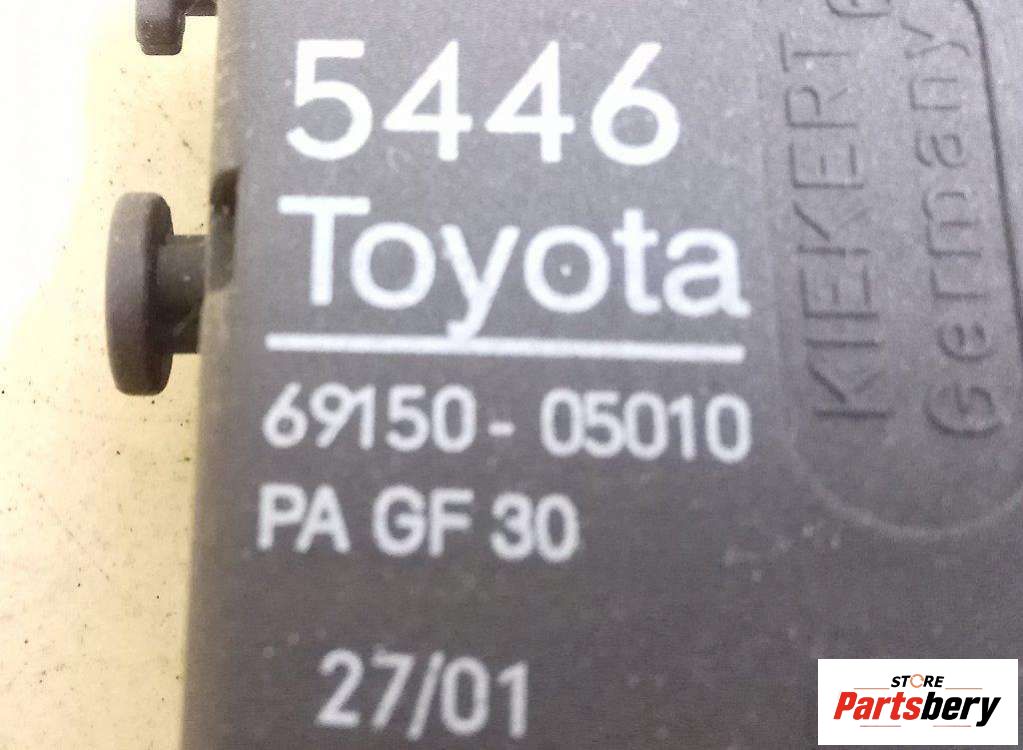 5446
Toyota
69150 - 05010
PA GF 30
27/01
KIEKERT
Germany
STORE
Partsbery